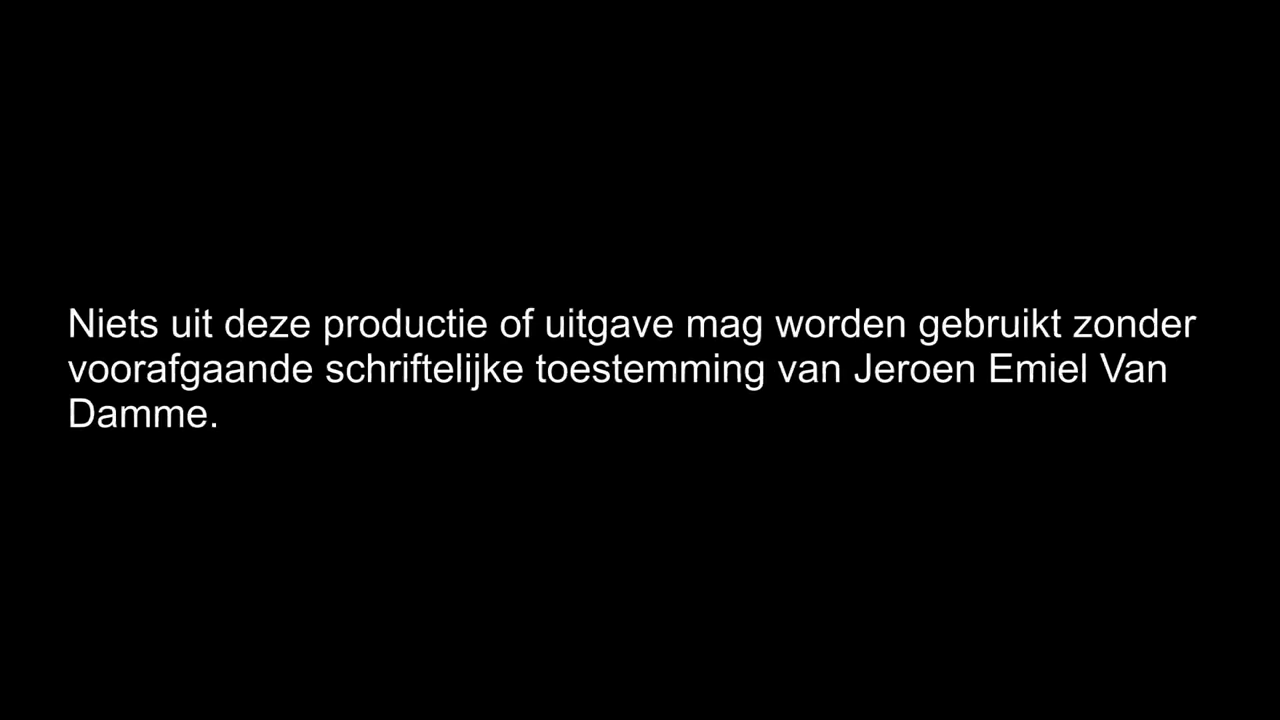 Niets uit deze productie of uitgave mag worden gebruikt zonder
voorafgaande schriftelijke toestemming van Jeroen Emiel Van
Damme.